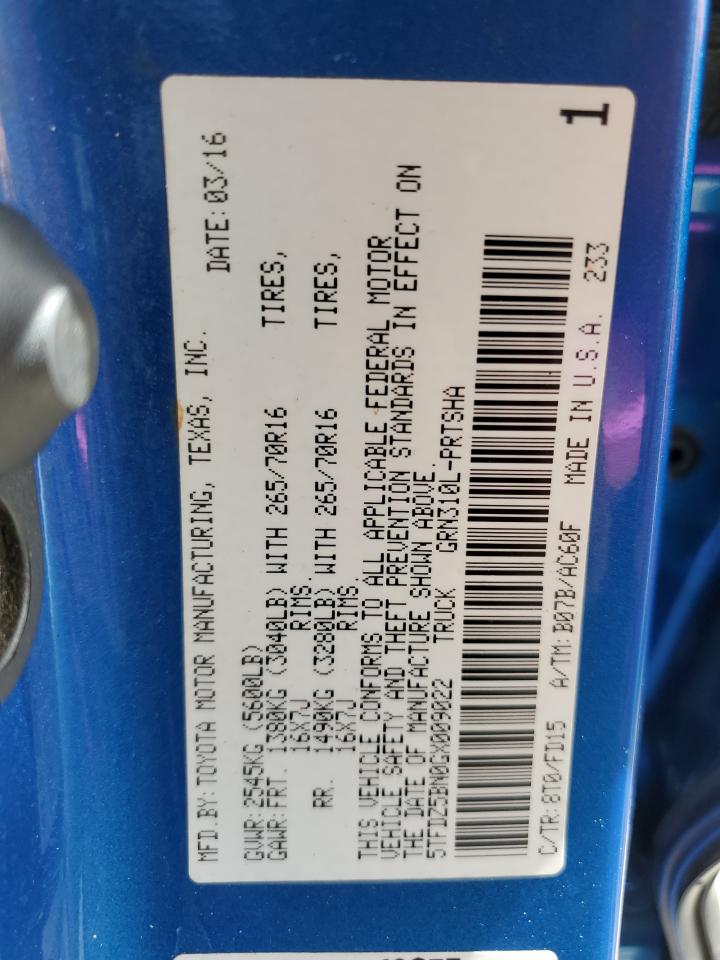 MFD.BY: TOYOTA MOTOR MANUFACTURING, TEXAS, INC.
DATE: 03/16
GVWR: 2545KG (5600LB)
GAWR: FRT. 1380KG (3040LB) WITH 265/70R16 TIRES,
16X7J RIMS.
RR. 1490KG (3280LB) WITH 265/70R16 TIRES,
16X7J RIMS.
THIS VEHICLE CONFORMS TO ALL APPLICABLE FEDERAL MOTOR
VEHICLE SAFETY AND THEFT PREVENTION STANDARDS IN EFFECT ON
THE DATE OF MANUFACTURE SHOWN ABOVE.
5TFDZ5BN0GX009022 TRUCK GRN310L-PRTSHA
C/TR: 8T0/FD15 A/TM: B07B/AC60F MADE IN U.S.A. 233
1